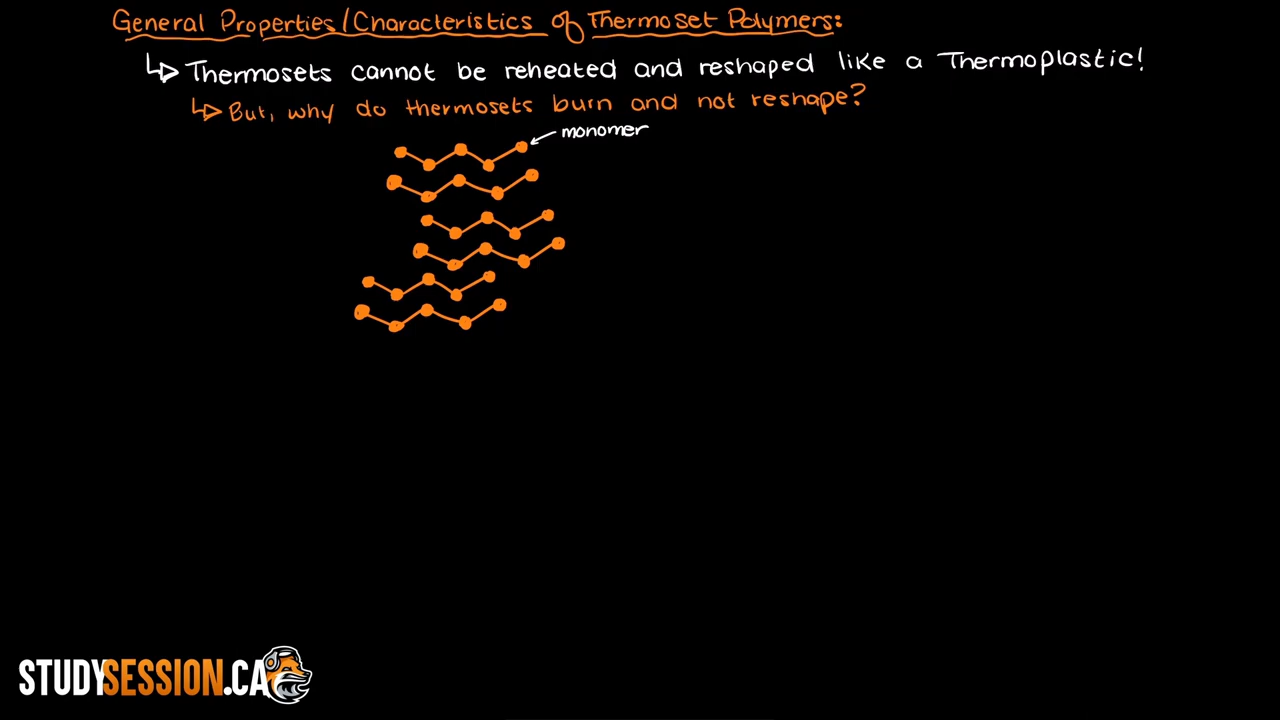 General Properties/Characteristics of Thermoset Polymers:
Thermosets cannot be reheated and reshaped like a Thermoplastic!
But, why do thermosets burn and not reshape?
monomer
STUDYSESSION.CA